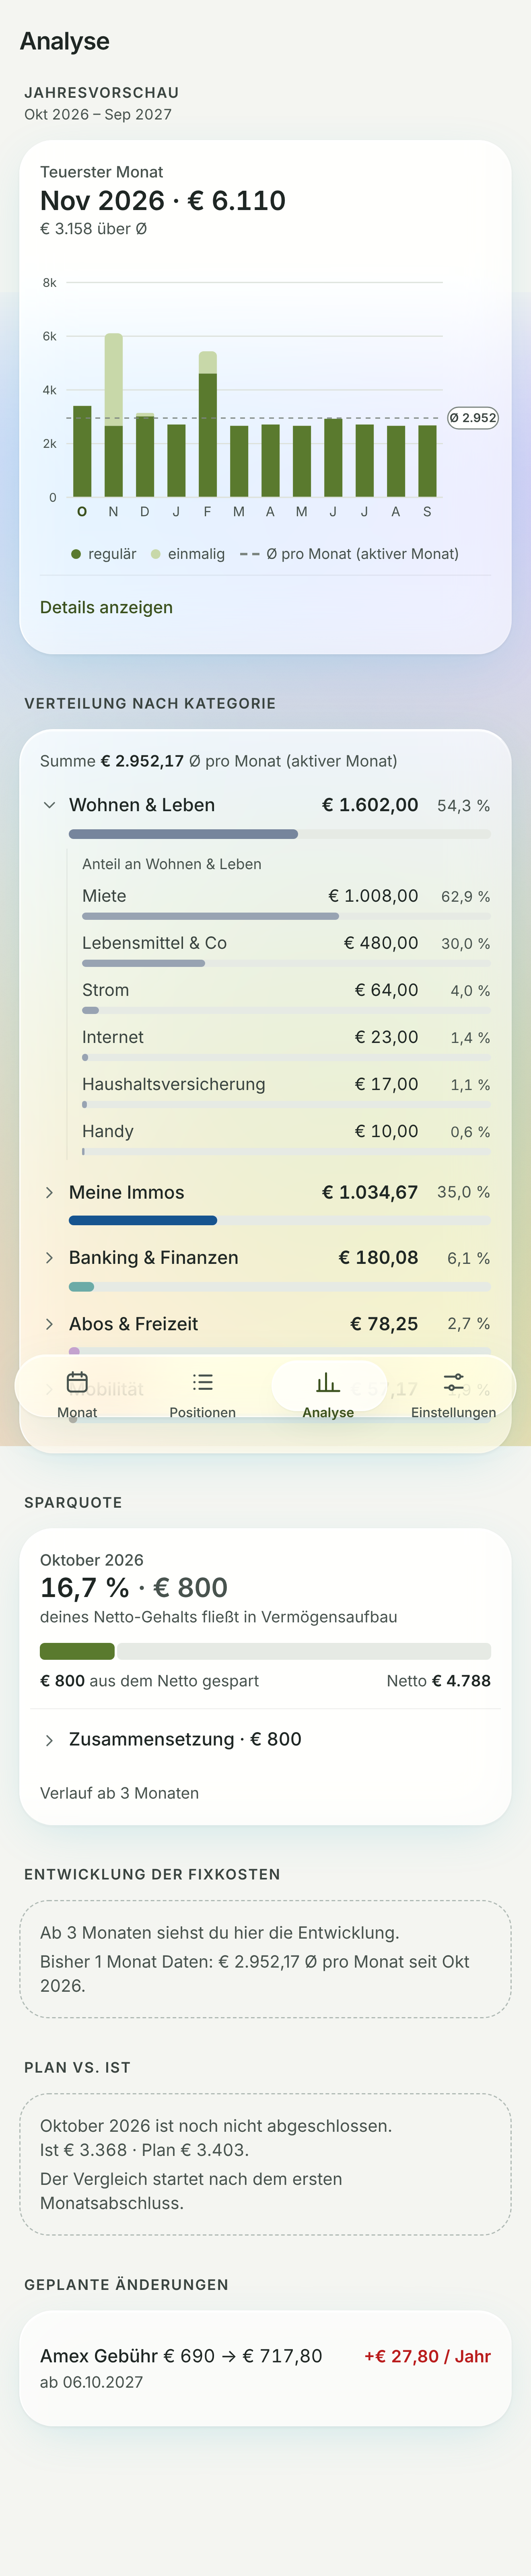 Analyse
JAHRESVORSCHAU
Okt 2026 – Sep 2027
Teuerster Monat
Nov 2026 · € 6.110
€ 3.158 über Ø
8k
6k
4k
Ø 2.952
2k
0
O N D J F M A M J J A S
regulär einmalig Ø pro Monat (aktiver Monat)
Details anzeigen
VERTEILUNG NACH KATEGORIE
Summe € 2.952,17 Ø pro Monat (aktiver Monat)
Wohnen & Leben € 1.602,00 54,3 %
Anteil an Wohnen & Leben
Miete € 1.008,00 62,9 %
Lebensmittel & Co € 480,00 30,0 %
Strom € 64,00 4,0 %
Internet € 23,00 1,4 %
Haushaltsversicherung € 17,00 1,1 %
Handy € 10,00 0,6 %
Meine Immos € 1.034,67 35,0 %
Banking & Finanzen € 180,08 6,1 %
Abos & Freizeit € 78,25 2,7 %
Mobilität € 57,17 1,9 %
Monat Positionen Analyse Einstellungen
SPARQUOTE
Oktober 2026
16,7 % · € 800
deines Netto-Gehalts fließt in Vermögensaufbau
€ 800 aus dem Netto gespart Netto € 4.788
Zusammensetzung · € 800
Verlauf ab 3 Monaten
ENTWICKLUNG DER FIXKOSTEN
Ab 3 Monaten siehst du hier die Entwicklung.
Bisher 1 Monat Daten: € 2.952,17 Ø pro Monat seit Okt
2026.
PLAN VS. IST
Oktober 2026 ist noch nicht abgeschlossen.
Ist € 3.368 · Plan € 3.403.
Der Vergleich startet nach dem ersten
Monatsabschluss.
GEPLANTE ÄNDERUNGEN
Amex Gebühr € 690 → € 717,80 +€ 27,80 / Jahr
ab 06.10.2027